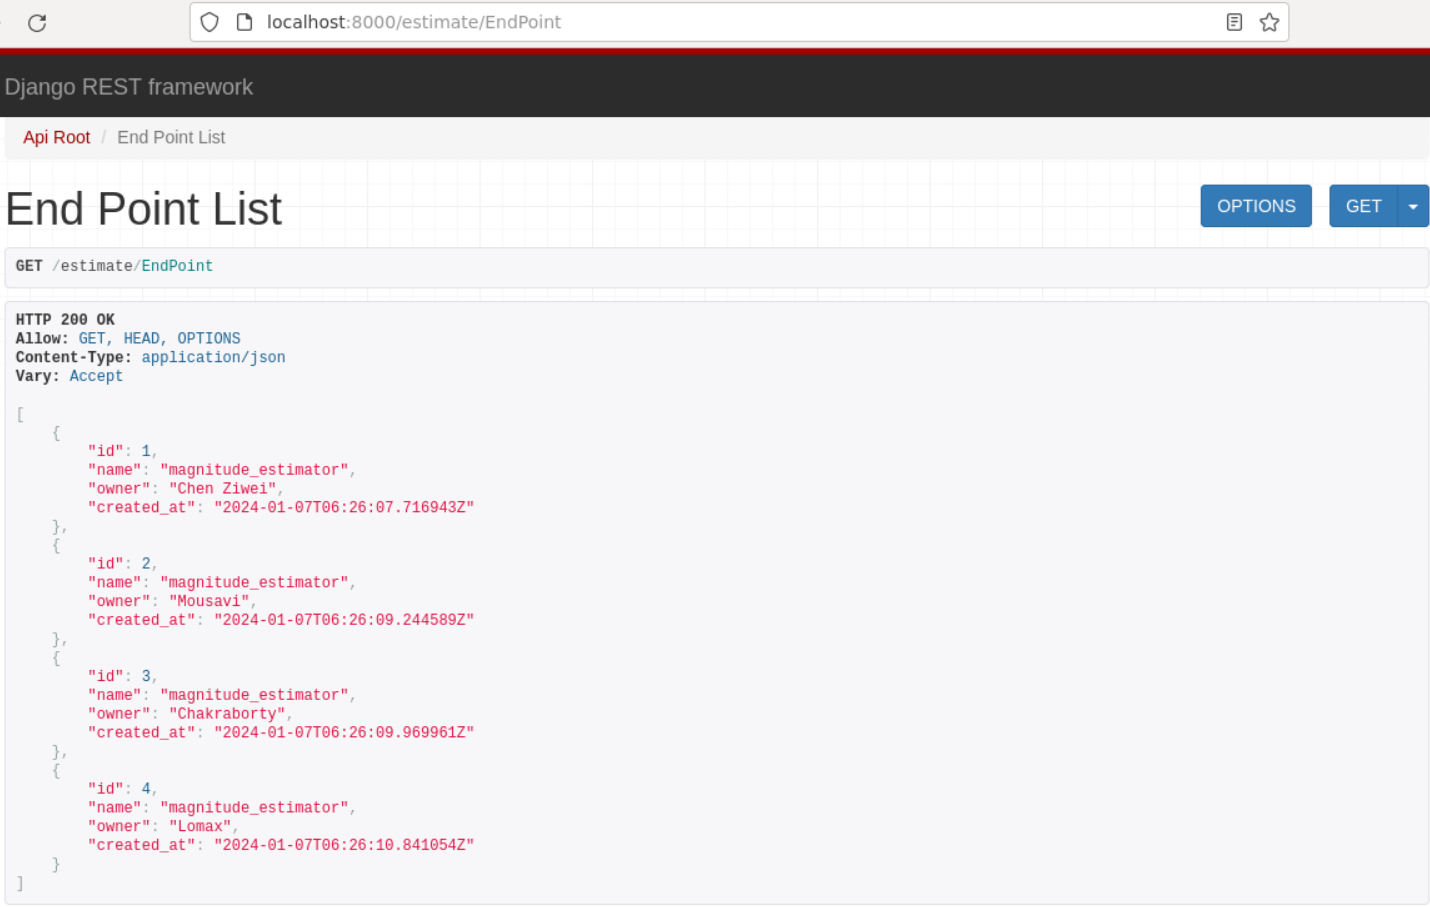 localhost:8000/estimate/EndPoint
Django REST framework
Api Root / End Point List
End Point List
OPTIONS
GET
GET /estimate/EndPoint
HTTP 200 OK
Allow: GET, HEAD, OPTIONS
Content-Type: application/json
Vary: Accept
[
    {
        "id": 1,
        "name": "magnitude_estimator",
        "owner": "Chen Ziwei",
        "created_at": "2024-01-07T06:26:07.716943Z"
    },
    {
        "id": 2,
        "name": "magnitude_estimator",
        "owner": "Mousavi",
        "created_at": "2024-01-07T06:26:09.244589Z"
    },
    {
        "id": 3,
        "name": "magnitude_estimator",
        "owner": "Chakraborty",
        "created_at": "2024-01-07T06:26:09.969961Z"
    },
    {
        "id": 4,
        "name": "magnitude_estimator",
        "owner": "Lomax",
        "created_at": "2024-01-07T06:26:10.841054Z"
    }
]